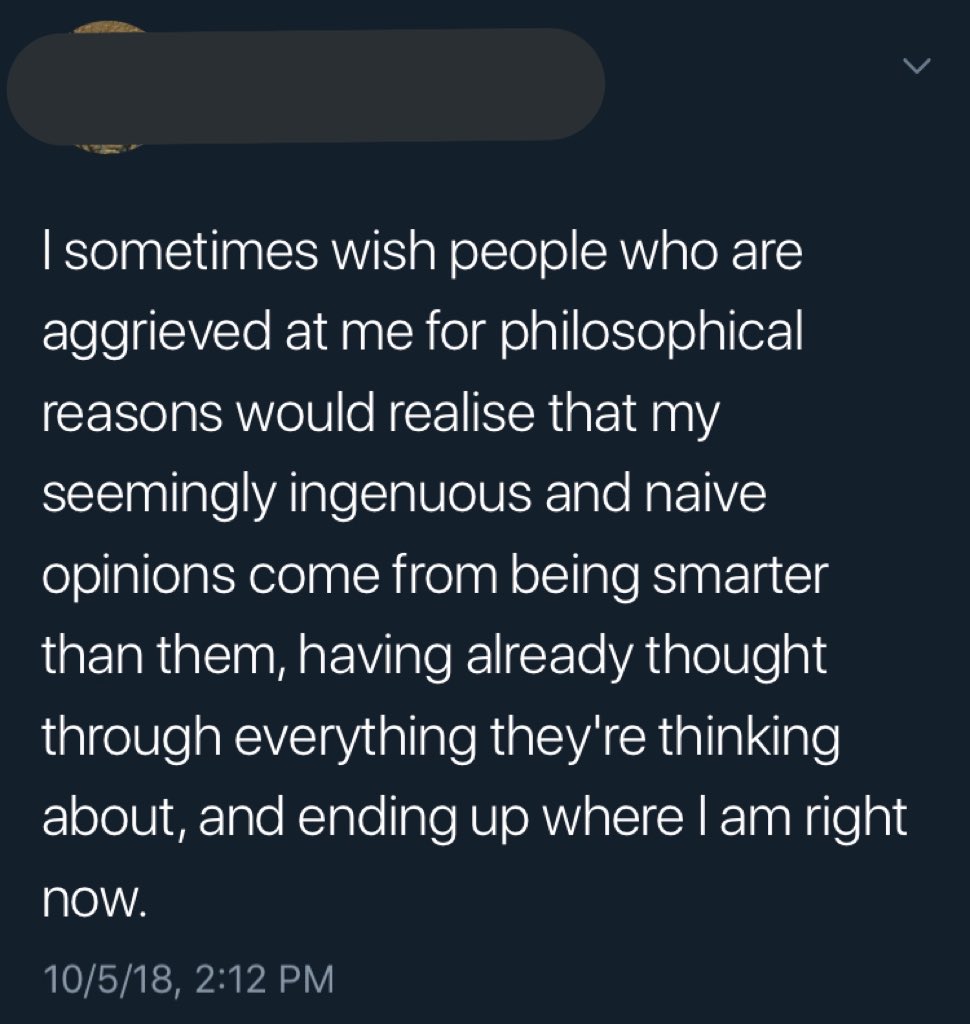 I sometimes wish people who are
aggrieved at me for philosophical
reasons would realise that my
seemingly ingenuous and naive
opinions come from being smarter
than them, having already thought
through everything they're thinking
about, and ending up where I am right
now.
10/5/18, 2:12 PM